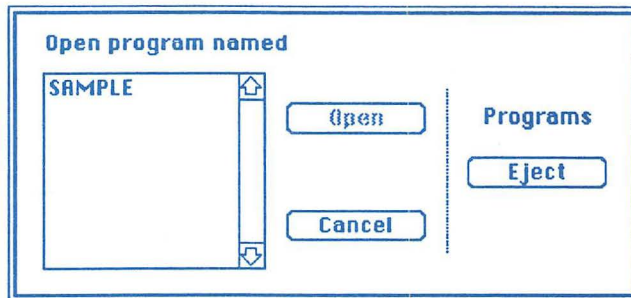 Open program named
SAMPLE
Open
Cancel
Programs
Eject